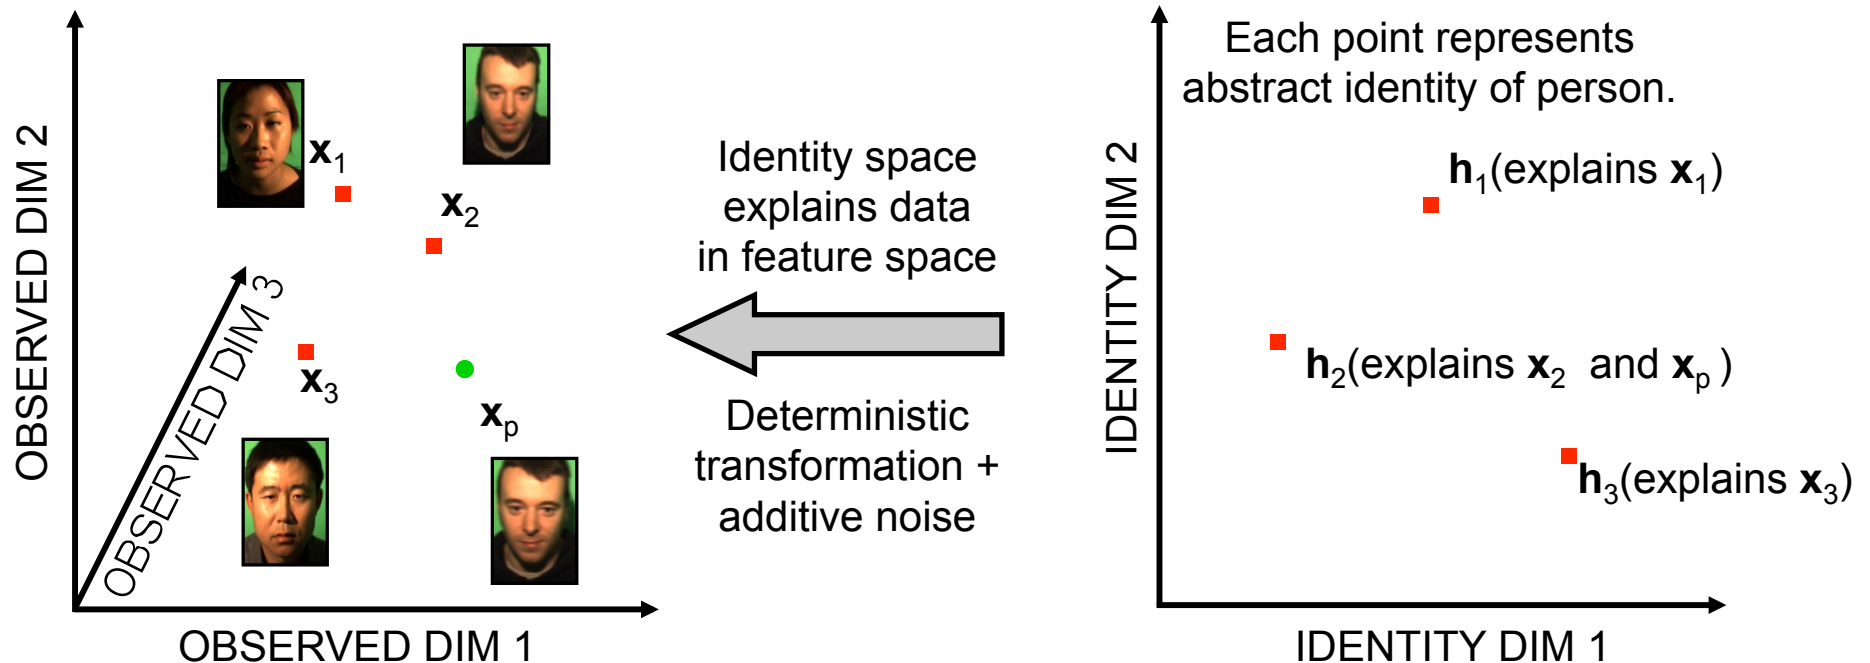 OBSERVED DIM 2
x1
x2
OBSERVED DIM 3
x3
xp
OBSERVED DIM 1
Identity space
explains data
in feature space
Deterministic
transformation +
additive noise
Each point represents
abstract identity of person.
IDENTITY DIM 2
h1(explains x1)
h2(explains x2 and xp )
h3(explains x3)
IDENTITY DIM 1